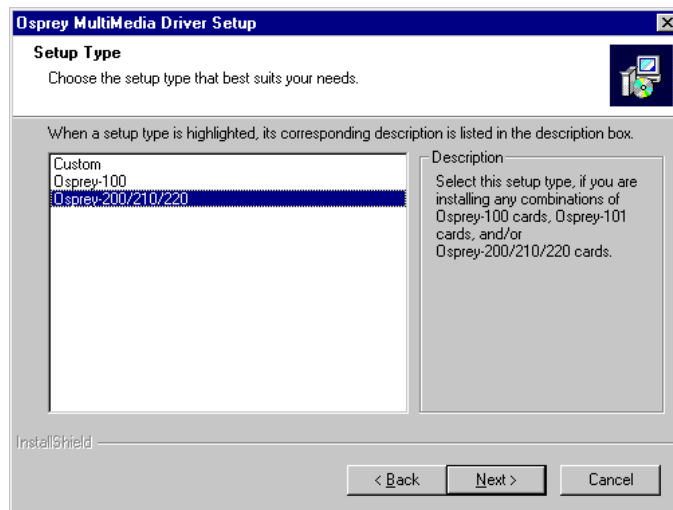 Osprey MultiMedia Driver Setup
Setup Type
Choose the setup type that best suits your needs.
When a setup type is highlighted, its corresponding description is listed in the description box.
Custom
Osprey-100
Osprey-200/210/220
Description
Select this setup type, if you are
installing any combinations of
Osprey-100 cards, Osprey-101
cards, and/or
Osprey-200/210/220 cards.
InstallShield
< Back
Next >
Cancel